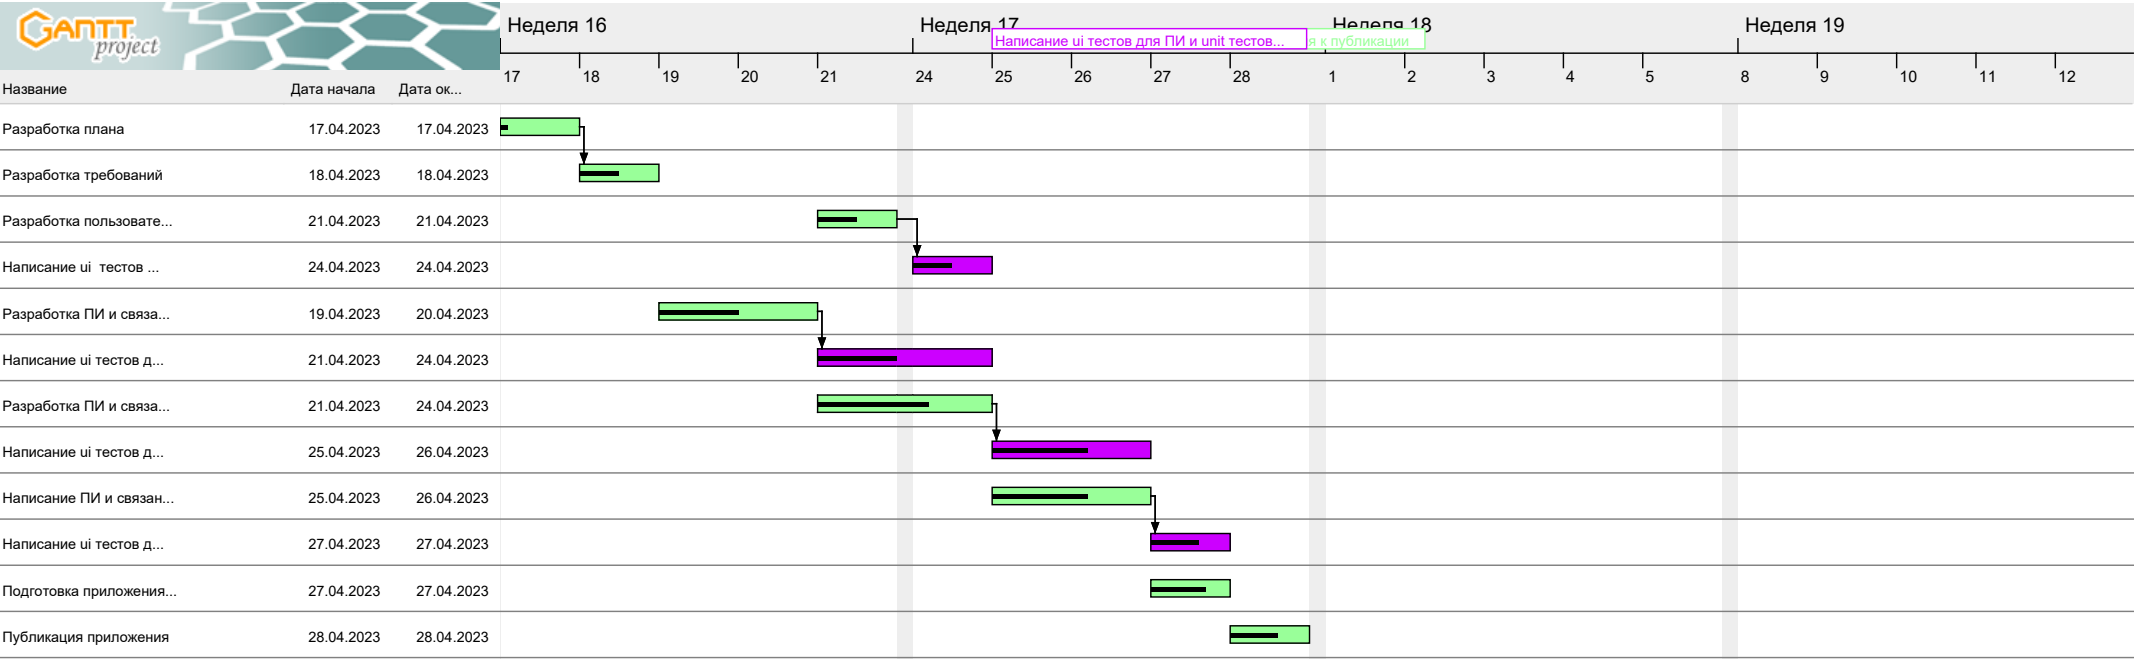 GANTT
project
Неделя 16
Неделя 17
Неделя 18
Неделя 19
Написание ui тестов для ПИ и unit тестов...
я к публикации
17 18 19 20 21 24 25 26 27 28 1 2 3 4 5 8 9 10 11 12
Название Дата начала Дата ок...
Разработка плана 17.04.2023 17.04.2023
Разработка требований 18.04.2023 18.04.2023
Разработка пользовате... 21.04.2023 21.04.2023
Написание ui тестов ... 24.04.2023 24.04.2023
Разработка ПИ и связа... 19.04.2023 20.04.2023
Написание ui тестов д... 21.04.2023 24.04.2023
Разработка ПИ и связа... 21.04.2023 24.04.2023
Написание ui тестов д... 25.04.2023 26.04.2023
Написание ПИ и связан... 25.04.2023 26.04.2023
Написание ui тестов д... 27.04.2023 27.04.2023
Подготовка приложения... 27.04.2023 27.04.2023
Публикация приложения 28.04.2023 28.04.2023